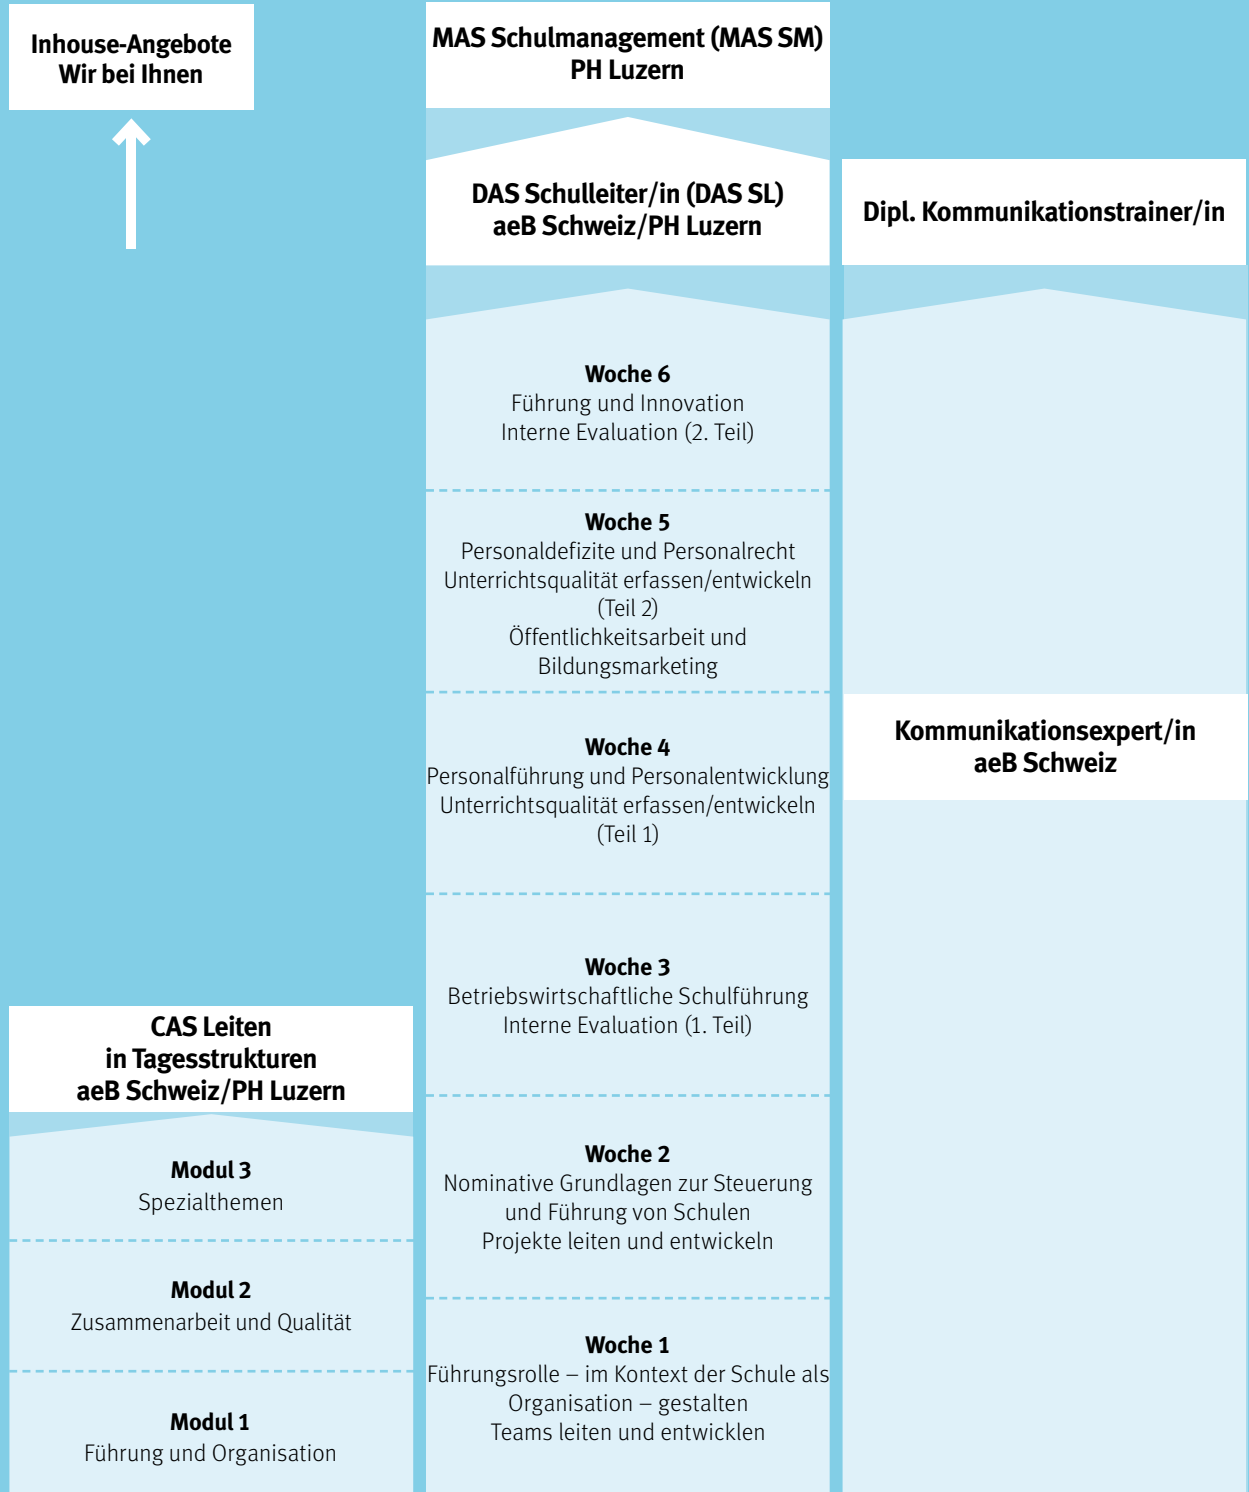 Inhouse-Angebote
Wir bei Ihnen
MAS Schulmanagement (MAS SM)
PH Luzern
DAS Schulleiter/in (DAS SL)
aeB Schweiz/PH Luzern
Dipl. Kommunikationstrainer/in
Woche 6
Führung und Innovation
Interne Evaluation (2. Teil)
Woche 5
Personaldefizite und Personalrecht
Unterrichtsqualität erfassen/entwickeln
(Teil 2)
Öffentlichkeitsarbeit und
Bildungsmarketing
Kommunikationsexpert/in
aeB Schweiz
Woche 4
Personalführung und Personalentwicklung
Unterrichtsqualität erfassen/entwickeln
(Teil 1)
Woche 3
Betriebswirtschaftliche Schulführung
Interne Evaluation (1. Teil)
Woche 2
Nominative Grundlagen zur Steuerung
und Führung von Schulen
Projekte leiten und entwickeln
Woche 1
Führungsrolle – im Kontext der Schule als
Organisation – gestalten
Teams leiten und entwicklen
CAS Leiten
in Tagesstrukturen
aeB Schweiz/PH Luzern
Modul 3
Spezialthemen
Modul 2
Zusammenarbeit und Qualität
Modul 1
Führung und Organisation